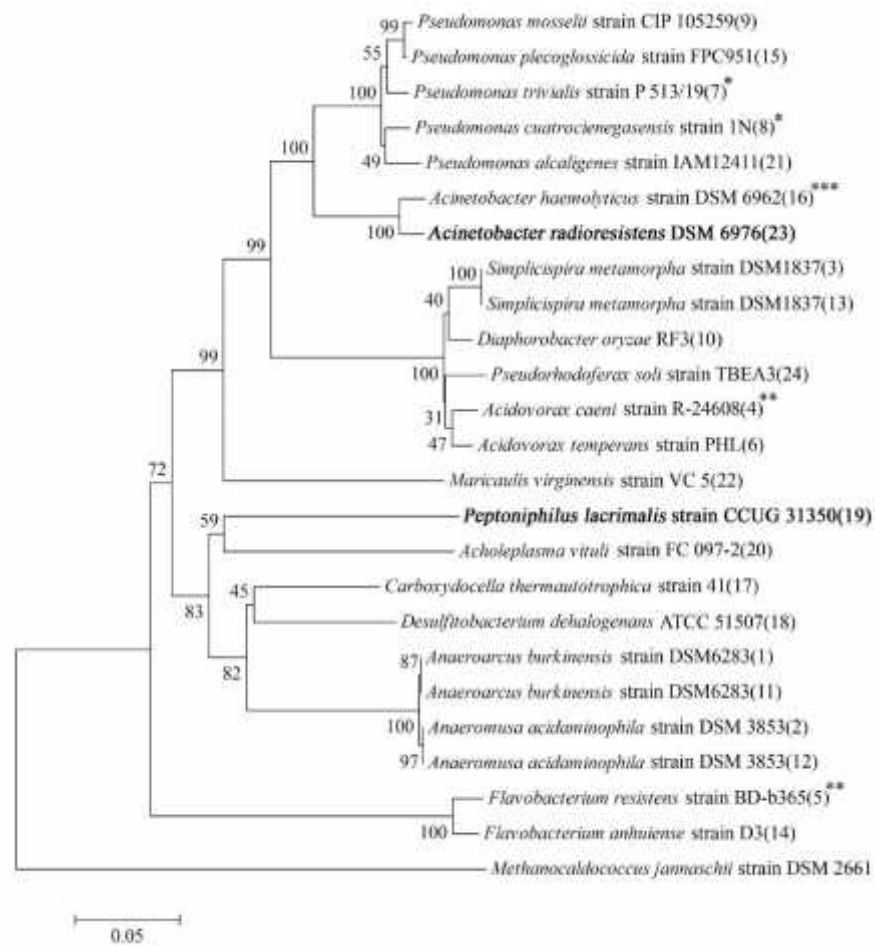 99
Pseudomonas mosselii strain CIP 105259(9)
55
Pseudomonas plecoglossicida strain FPC951(15)
100
Pseudomonas trivialis strain P 513/19(7)*
Pseudomonas cuatrocienegasensis strain 1N(8)*
100
49
Pseudomonas alcaligenes strain IAM12411(21)
Acinetobacter haemolyticus strain DSM 6962(16)***
100
Acinetobacter radioresistens DSM 6976(23)
99
100
Simplicispira metamorpha strain DSM1837(3)
40
Simplicispira metamorpha strain DSM1837(13)
Diaphorobacter oryzae RF3(10)
99
100
Pseudorhodoferax soli strain TBEA3(24)
31
Acidovorax caeni strain R-24608(4)**
47
Acidovorax temperans strain PHL(6)
72
Maricaulis virginensis strain VC 5(22)
59
Peptoniphilus lacrimalis strain CCUG 31350(19)
Acholeplasma vituli strain FC 097-2(20)
45
Carboxydocella thermautotrophica strain 41(17)
83
Desulfitobacterium dehalogenans ATCC 51507(18)
87
Anaeroarcus burkinensis strain DSM6283(1)
82
Anaeroarcus burkinensis strain DSM6283(11)
100
Anaeromusa acidaminophila strain DSM 3853(2)
97
Anaeromusa acidaminophila strain DSM 3853(12)
Flavobacterium resistens strain BD-b365(5)**
100
Flavobacterium anhuiense strain D3(14)
Methanocaldococcus jannaschii strain DSM 2661
0.05